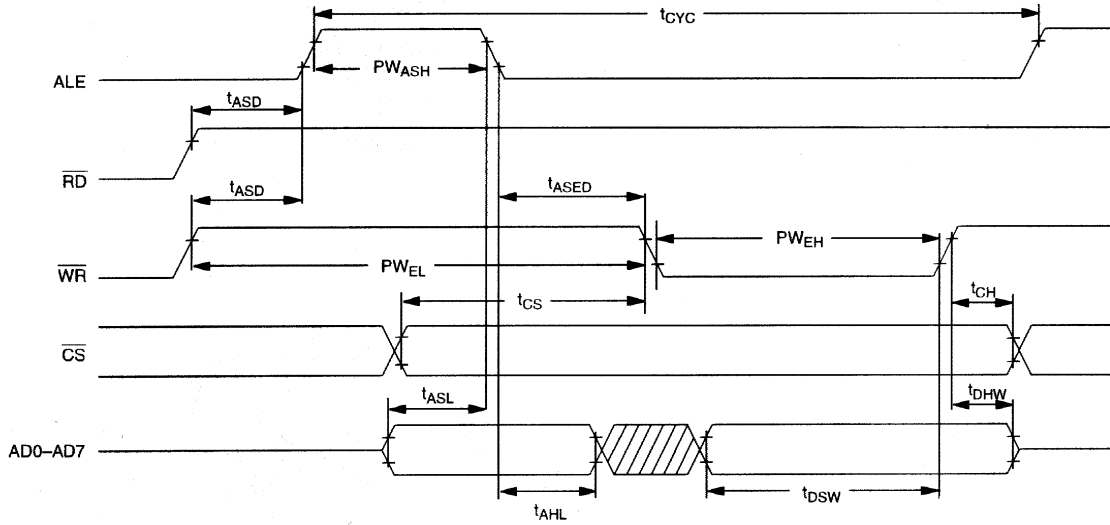 tCYC
ALE
PWASH
tASD
RD
tASD
tASED
WR
PWEL
PWEH
tCS
tCH
CS
tASL
tDHW
AD0–AD7
tAHL
tDSW